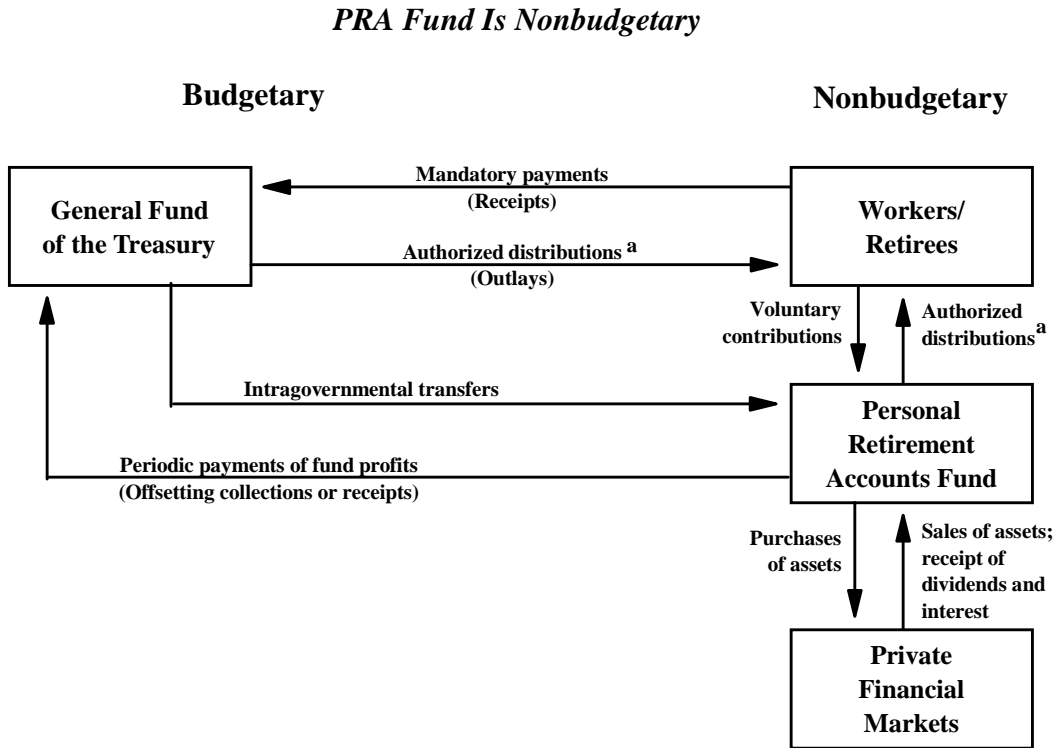 PRA Fund Is Nonbudgetary
Budgetary
Nonbudgetary
General Fund
of the Treasury
Mandatory payments
(Receipts)
Authorized distributions a
(Outlays)
Workers/
Retirees
Voluntary
contributions
Authorized
distributions a
Intragovernmental transfers
Personal
Retirement
Accounts Fund
Periodic payments of fund profits
(Offsetting collections or receipts)
Purchases
of assets
Sales of assets;
receipt of
dividends and
interest
Private
Financial
Markets